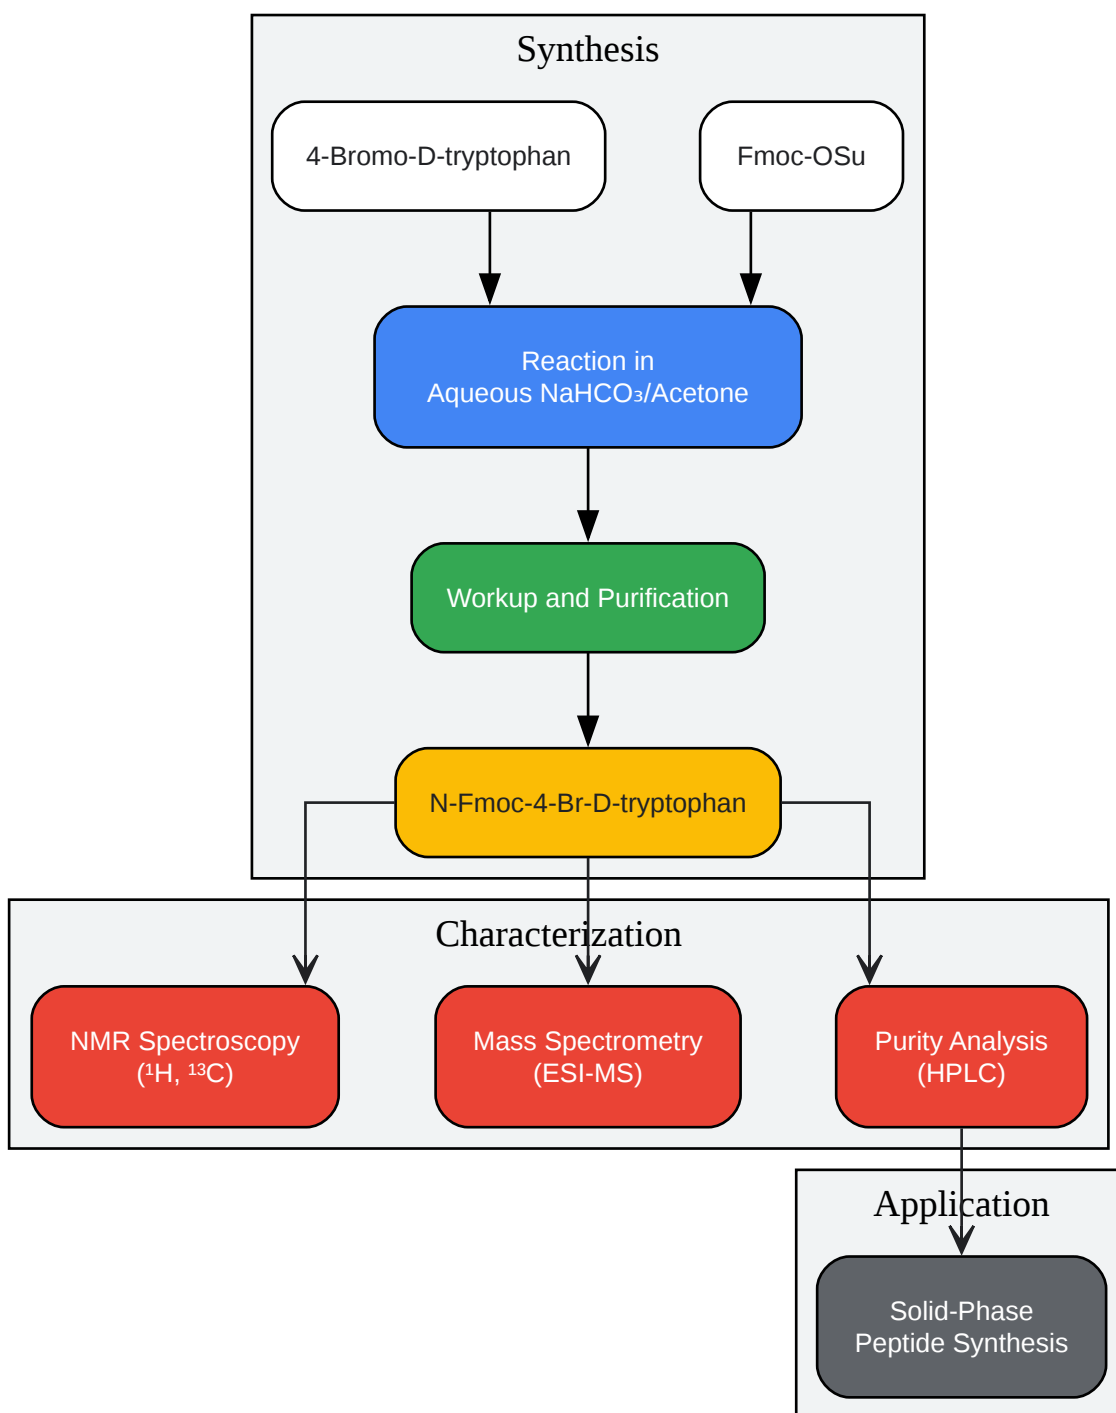 Synthesis
4-Bromo-D-tryptophan
Fmoc-OSu
Reaction in
Aqueous NaHCO₃/Acetone
Workup and Purification
N-Fmoc-4-Br-D-tryptophan
Characterization
NMR Spectroscopy
(¹H, ¹³C)
Mass Spectrometry
(ESI-MS)
Purity Analysis
(HPLC)
Application
Solid-Phase
Peptide Synthesis